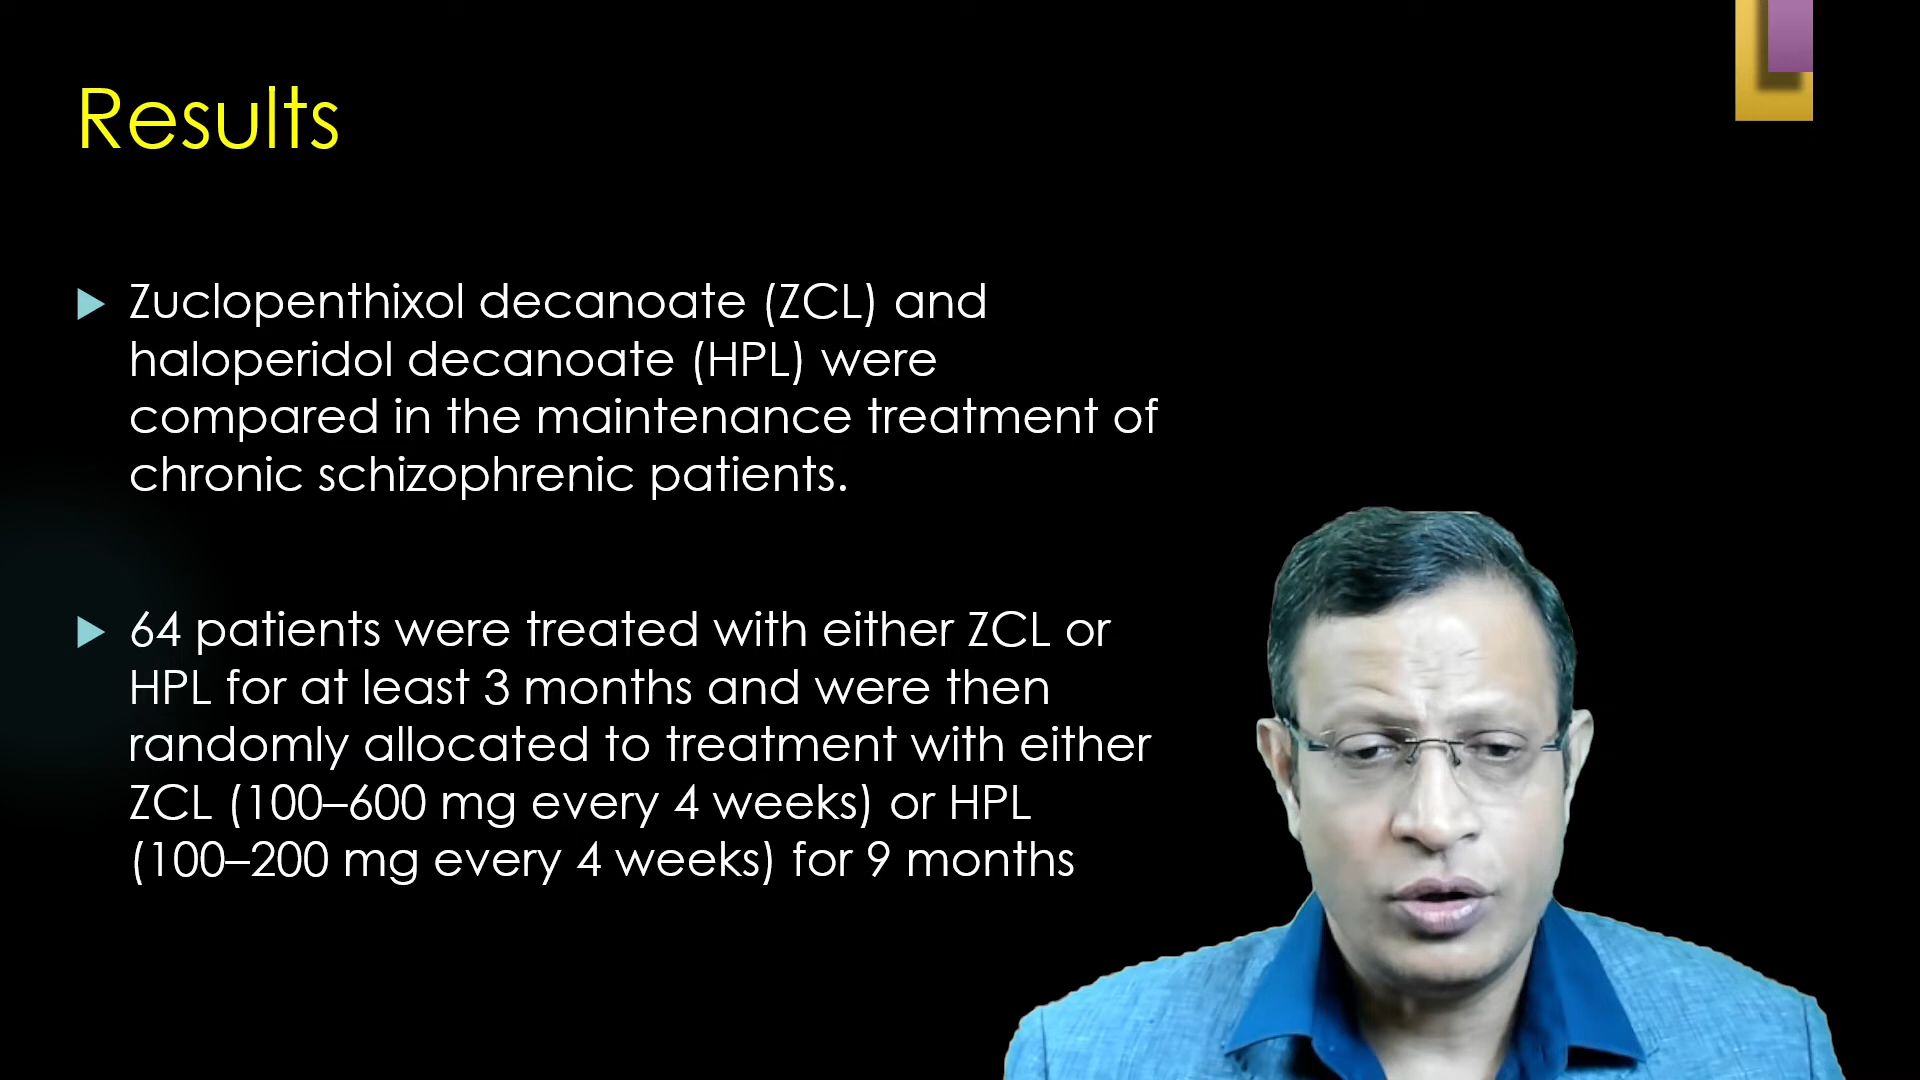 Results
Zuclopenthixol decanoate (ZCL) and
haloperidol decanoate (HPL) were
compared in the maintenance treatment of
chronic schizophrenic patients.
64 patients were treated with either ZCL or
HPL for at least 3 months and were then
randomly allocated to treatment with either
ZCL (100–600 mg every 4 weeks) or HPL
(100–200 mg every 4 weeks) for 9 months